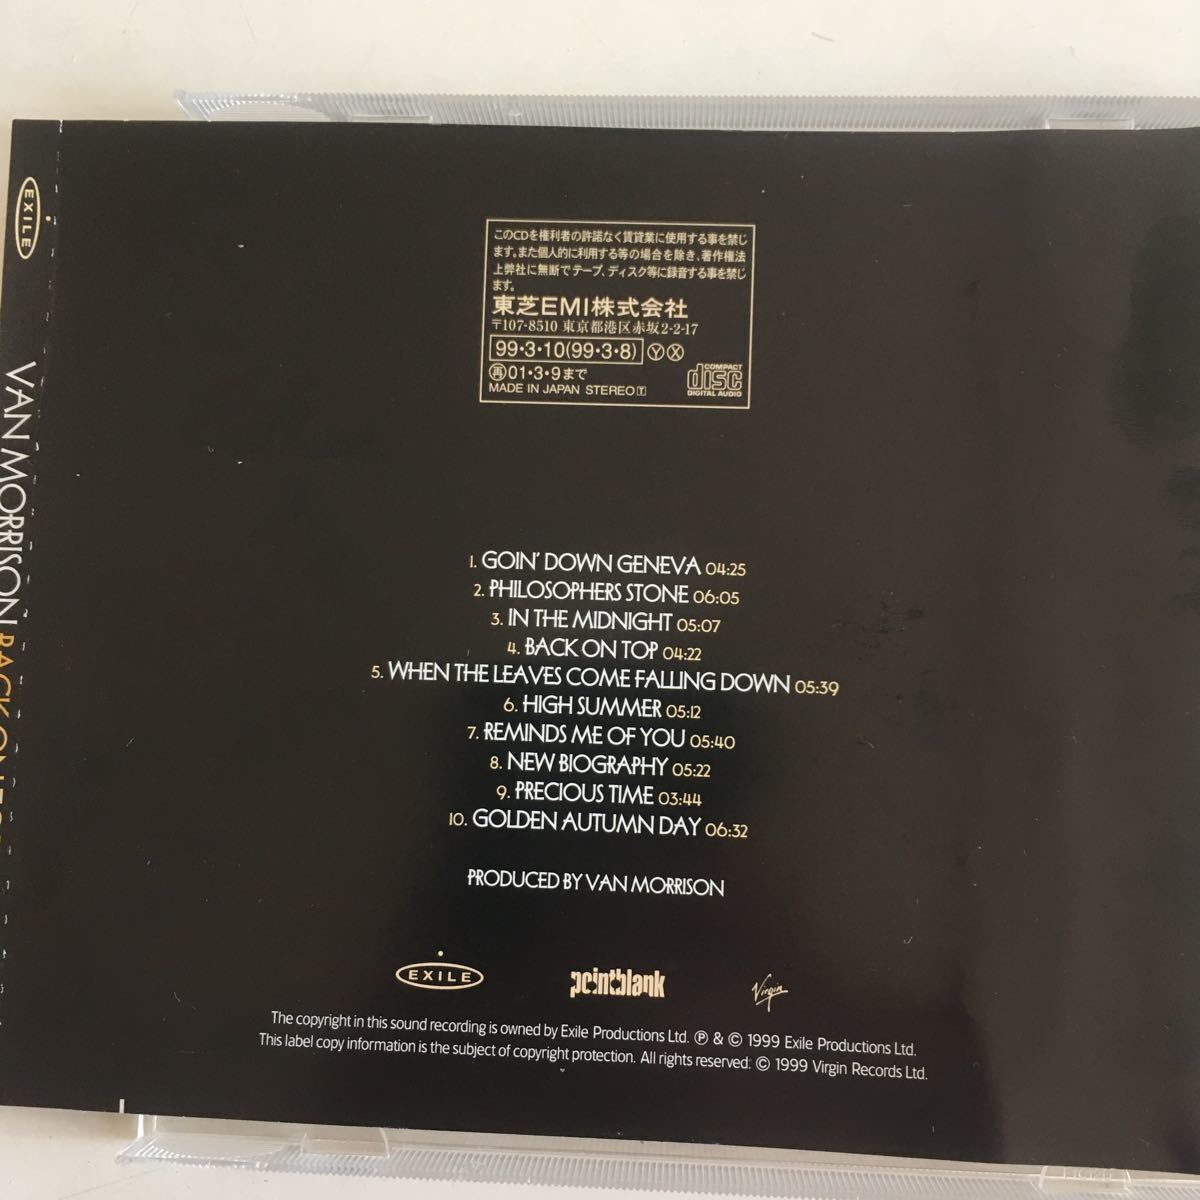 EXILE
VAN MORRISON BACK ON TOP
このCDを権利者の許諾なく賃貸業に使用する事を禁じ
ます。また個人的に利用する等の場合を除き、著作権法
上弊社に無断でテープ、ディスク等に録音する事を禁じ
ます。
東芝EMI株式会社
〒107-8510 東京都港区赤坂2-2-17
99・3・10(99・3・8) Ⓨ Ⓧ
㊢01・3・9まで
MADE IN JAPAN STEREO T
COMPACT
disc
DIGITAL AUDIO
1. GOIN' DOWN GENEVA 04:25
2. PHILOSOPHERS STONE 06:05
3. IN THE MIDNIGHT 05:07
4. BACK ON TOP 04:22
5. WHEN THE LEAVES COME FALLING DOWN 05:39
6. HIGH SUMMER 05:12
7. REMINDS ME OF YOU 05:40
8. NEW BIOGRAPHY 05:22
9. PRECIOUS TIME 03:44
10. GOLDEN AUTUMN DAY 06:32
PRODUCED BY VAN MORRISON
EXILE
pointblank
Virgin
The copyright in this sound recording is owned by Exile Productions Ltd. ℗ & © 1999 Exile Productions Ltd.
This label copy information is the subject of copyright protection. All rights reserved. © 1999 Virgin Records Ltd.